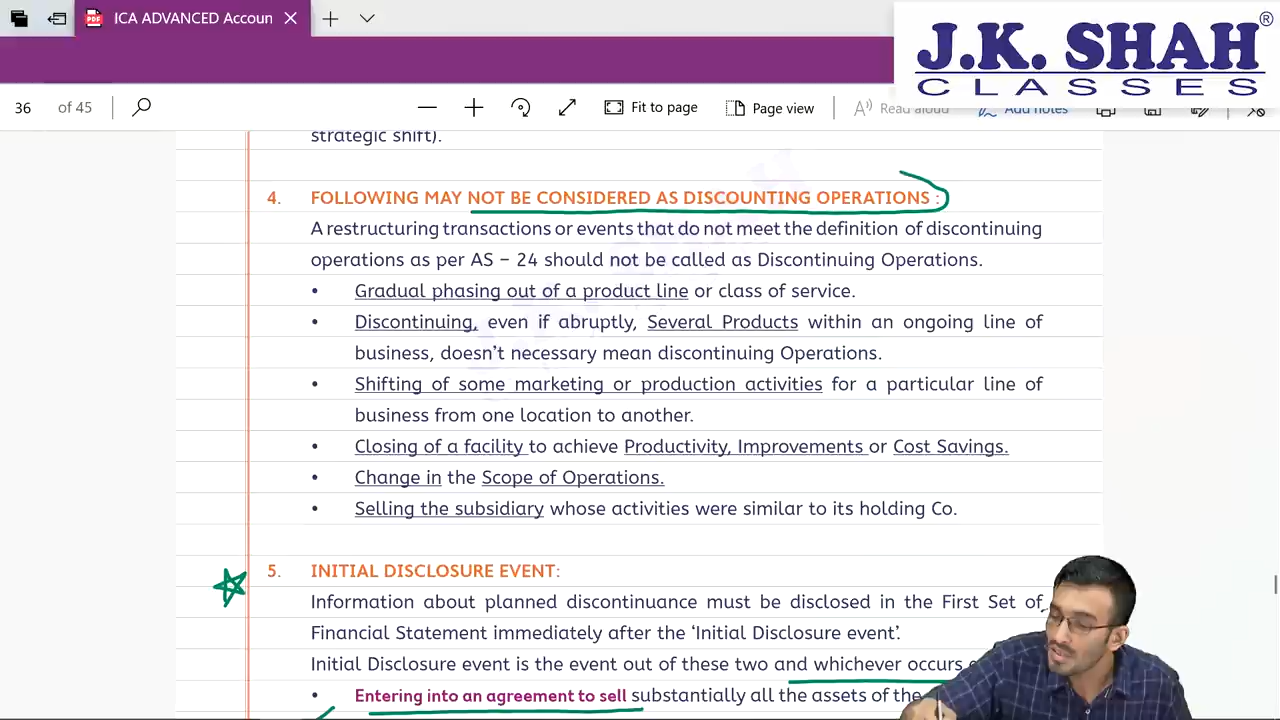 ICA ADVANCED Accoun
J.K. SHAH®
CLASSES
36 of 45
Fit to page
Page view
Read aloud
Add notes
strategic shift).
4. FOLLOWING MAY NOT BE CONSIDERED AS DISCOUNTING OPERATIONS :
A restructuring transactions or events that do not meet the definition of discontinuing
operations as per AS – 24 should not be called as Discontinuing Operations.
• Gradual phasing out of a product line or class of service.
• Discontinuing, even if abruptly, Several Products within an ongoing line of
business, doesn't necessary mean discontinuing Operations.
• Shifting of some marketing or production activities for a particular line of
business from one location to another.
• Closing of a facility to achieve Productivity, Improvements or Cost Savings.
• Change in the Scope of Operations.
• Selling the subsidiary whose activities were similar to its holding Co.
5. INITIAL DISCLOSURE EVENT:
Information about planned discontinuance must be disclosed in the First Set of
Financial Statement immediately after the 'Initial Disclosure event'.
Initial Disclosure event is the event out of these two and whichever occurs
• Entering into an agreement to sell substantially all the assets of the